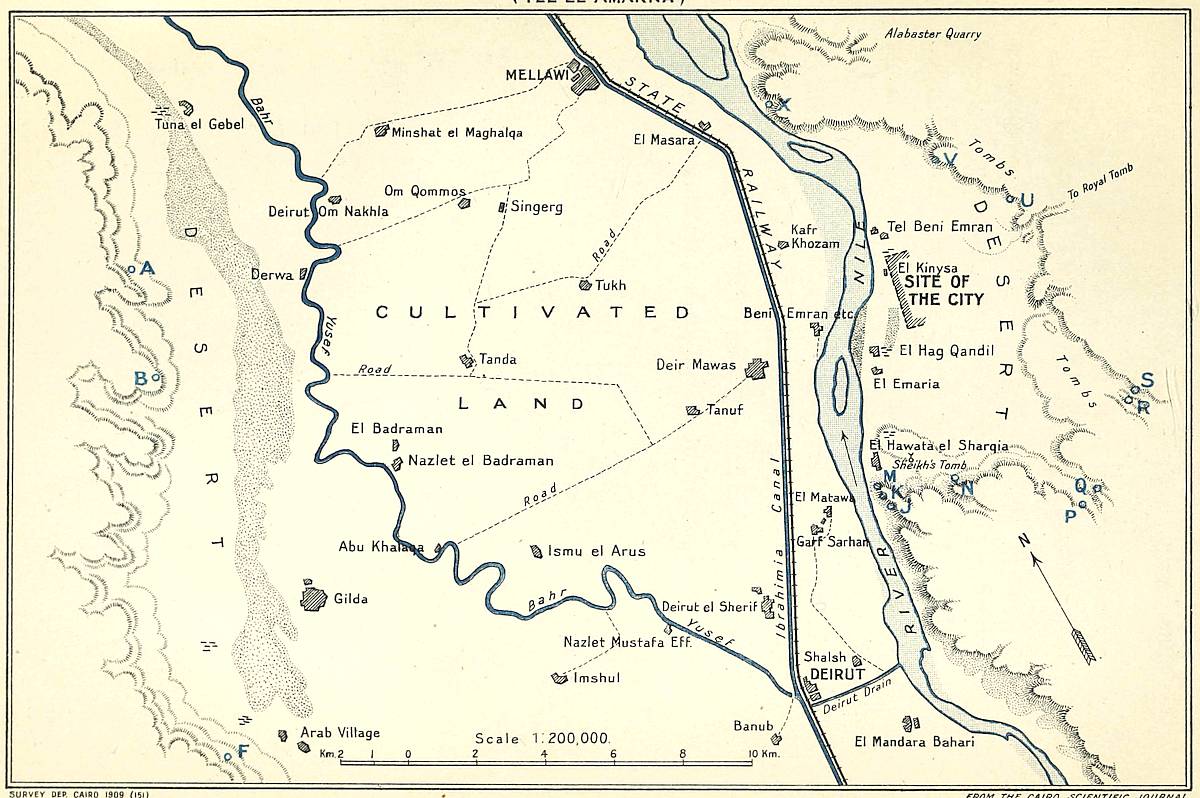 (TEL EL AMARNA)
Alabaster Quarry
MELLAWI
STATE
RAILWAY
X
Tuna el Gebel
Bahr
Minshat el Maghalqa
El Masara
V
Tombs
U
To Royal Tomb
Om Qommos
Deirut Om Nakhla
Singerg
Road
Kafr
Khozam
NILE
Tel Beni Emran
DESERT
A
Derwa
El Kinysa
SITE OF
THE CITY
Tukh
DESERT
CULTIVATED
Beni Emran etc.
Yusef
Tanda
Road
Deir Mawas
El Hag Qandil
Tombs
B
El Emaria
S
R
LAND
Tanuf
El Badraman
El Hawata el Sharqia
Nazlet el Badraman
Sheikh's Tomb
M
K
J
N
Q
P
Road
Ibrahimia Canal
El Matawa
Garf Sarhan
Abu Khalaqa
Ismu el Arus
N
Gilda
Bahr
Yusef
Deirut el Sherif
RIVER
Nazlet Mustafa Eff.
Shalsh
DEIRUT
Imshul
Deirut Drain
Banub
El Mandara Bahari
Arab Village
F
Scale 1:200,000.
Km. 2 1 0 2 4 6 8 10 Km.
SURVEY DEP. CAIRO 1909 (151)
FROM THE CAIRO SCIENTIFIC JOURNAL